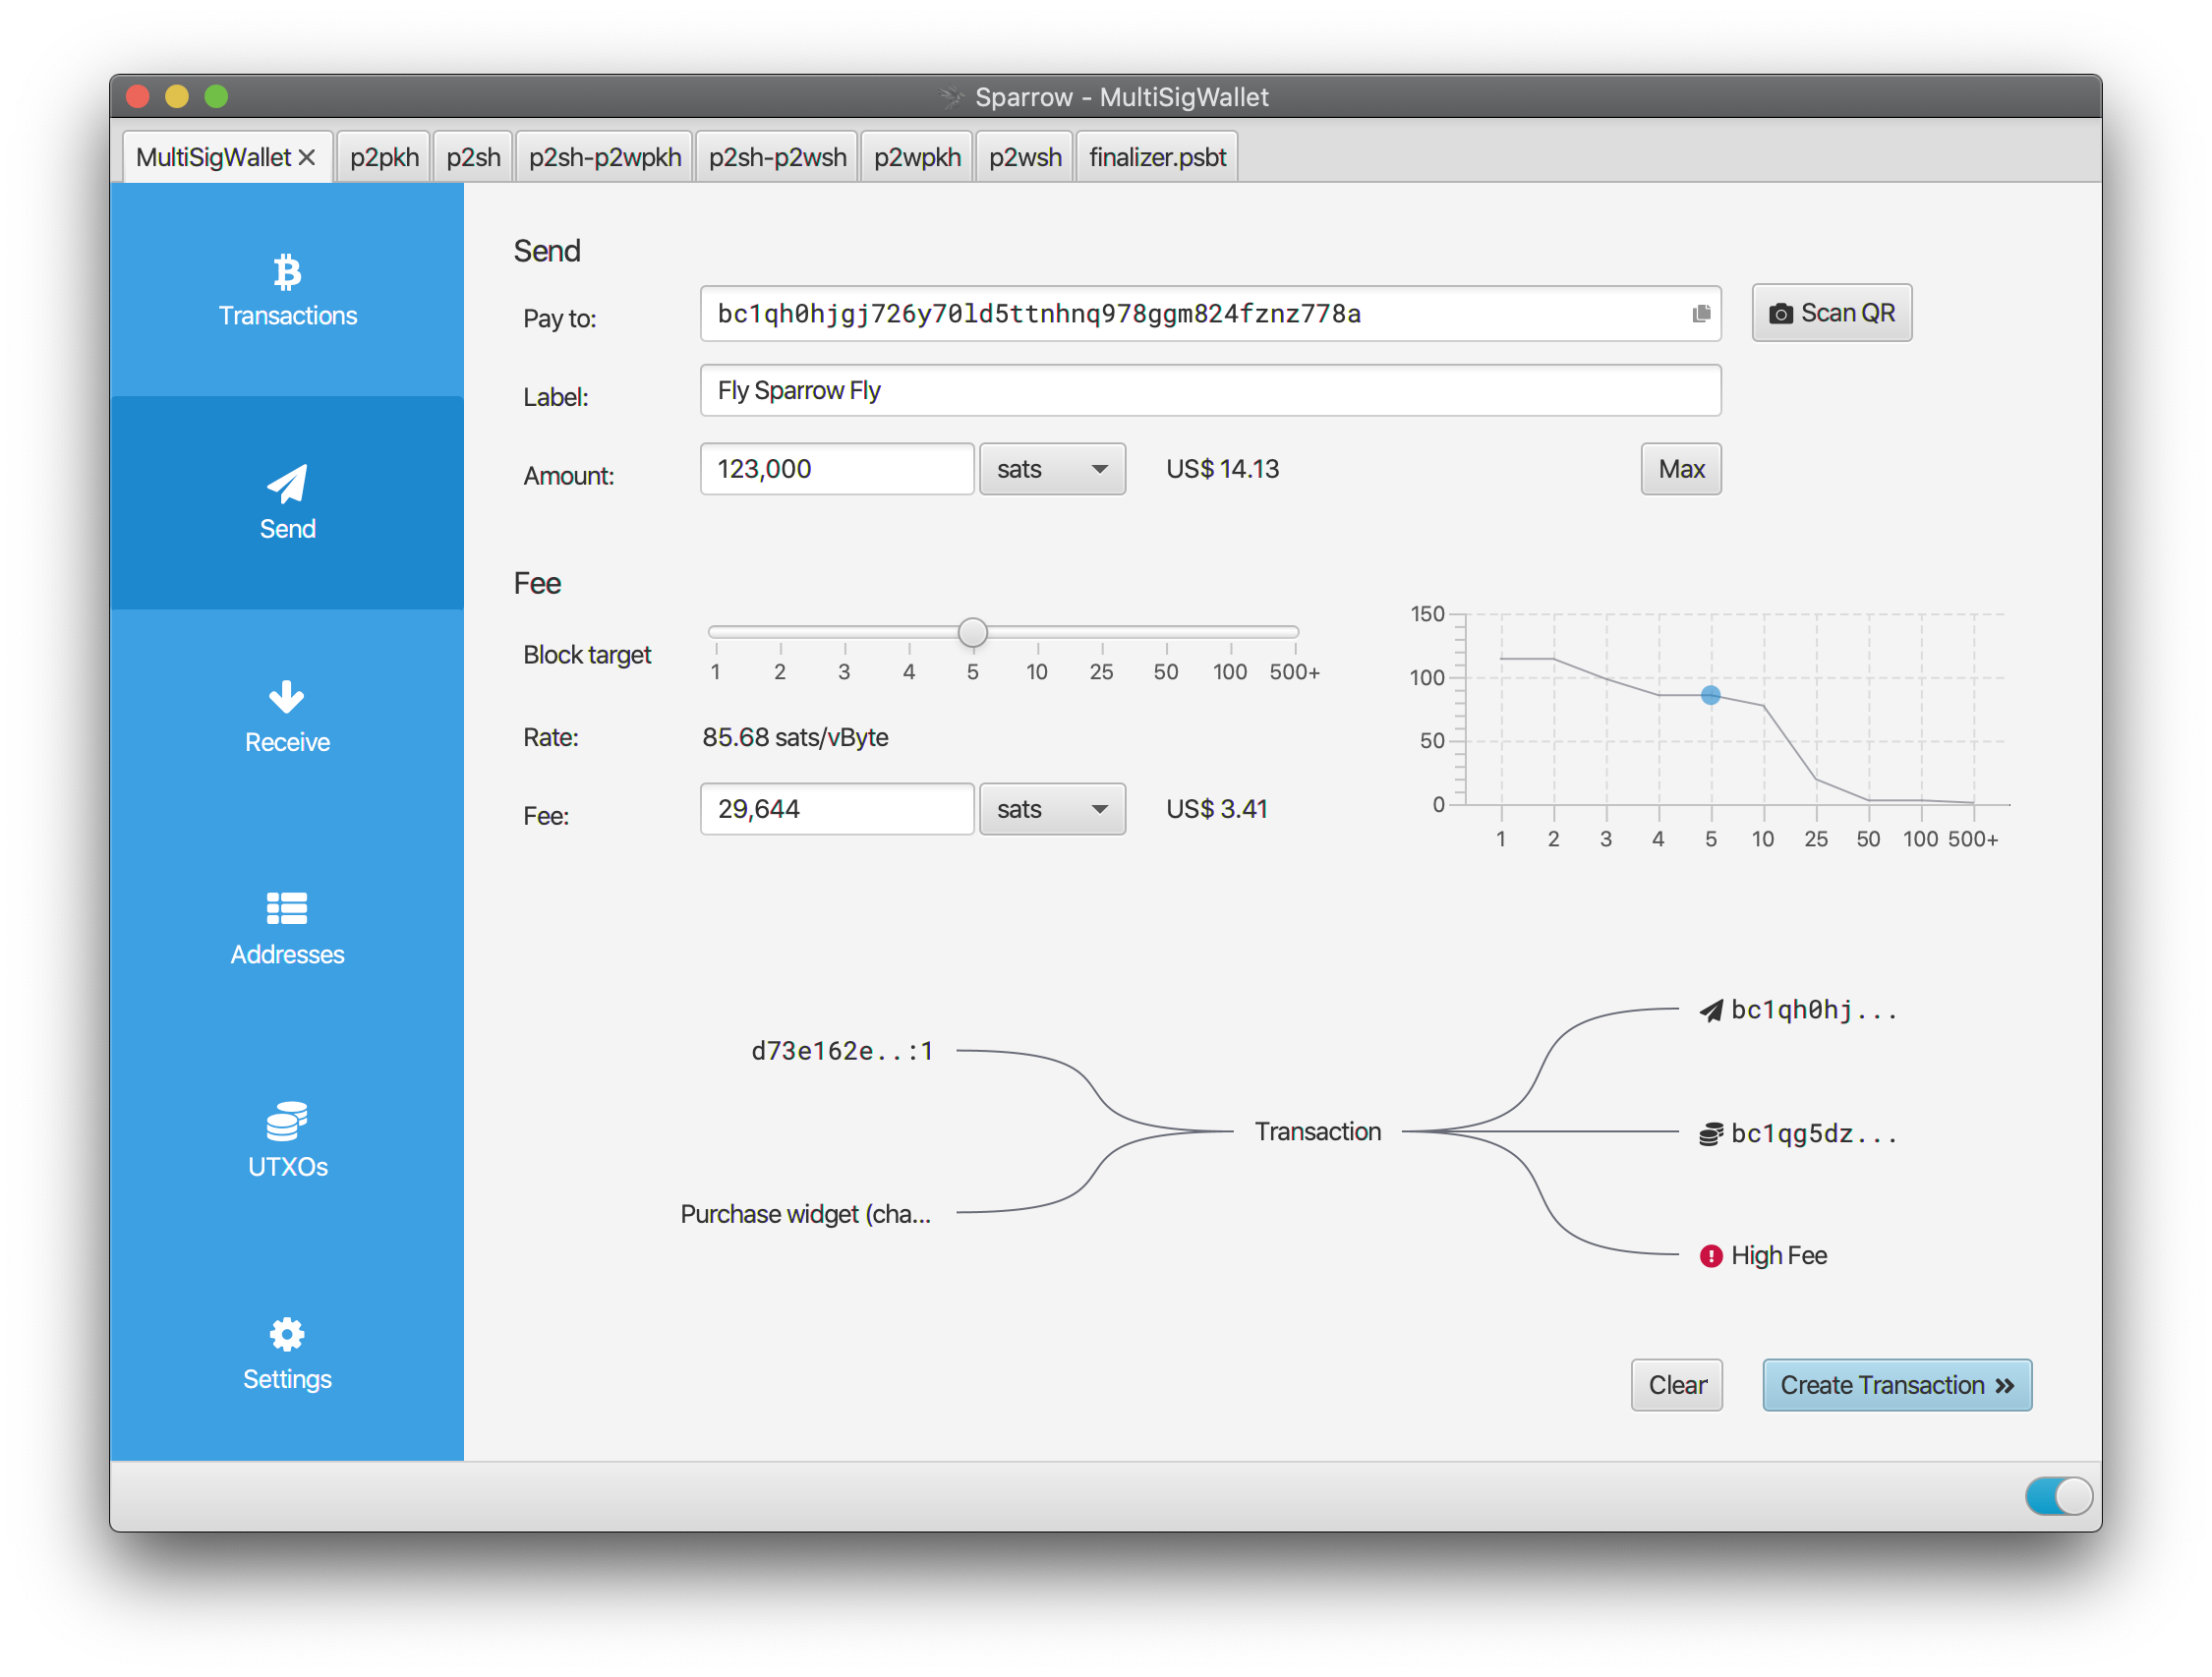 Sparrow - MultiSigWallet
MultiSigWallet p2pkh p2sh p2sh-p2wpkh p2sh-p2wsh p2wpkh p2wsh finalizer.psbt
Transactions
Send
Receive
Addresses
UTXOs
Settings
Send
Pay to: bc1qh0hjgj726y70ld5ttnhnq978ggm824fznz778a Scan QR
Label: Fly Sparrow Fly
Amount: 123,000 sats US$ 14.13 Max
Fee
Block target 1 2 3 4 5 10 25 50 100 500+
Rate: 85.68 sats/vByte
Fee: 29,644 sats US$ 3.41
150
100
50
0
1 2 3 4 5 10 25 50 100 500+
d73e162e..:1
Purchase widget (cha...
Transaction
bc1qh0hj...
bc1qg5dz...
High Fee
Clear Create Transaction